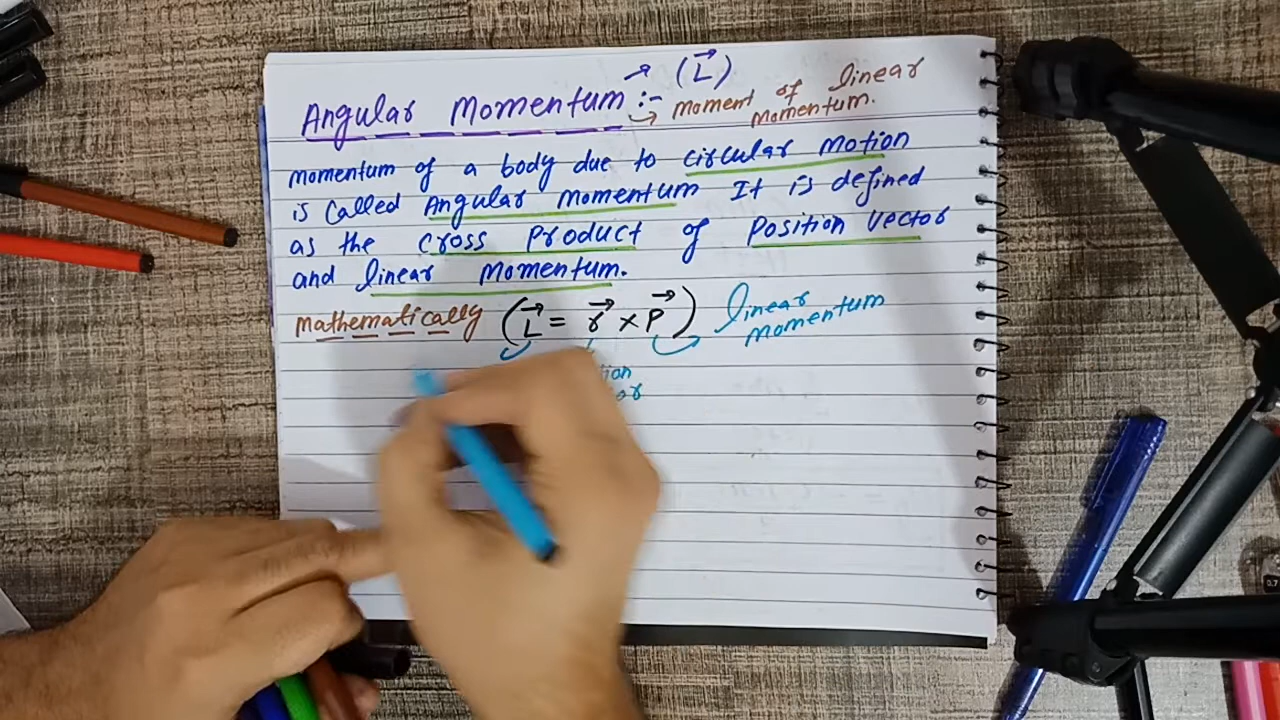 Angular Momentum :- → (L⃗)
↪ moment of linear
momentum.
momentum of a body due to circular motion
is called Angular momentum It is defined
as the cross product of position vector
and linear momentum.
Mathematically (L⃗ = r⃗ × P⃗) linear
momentum